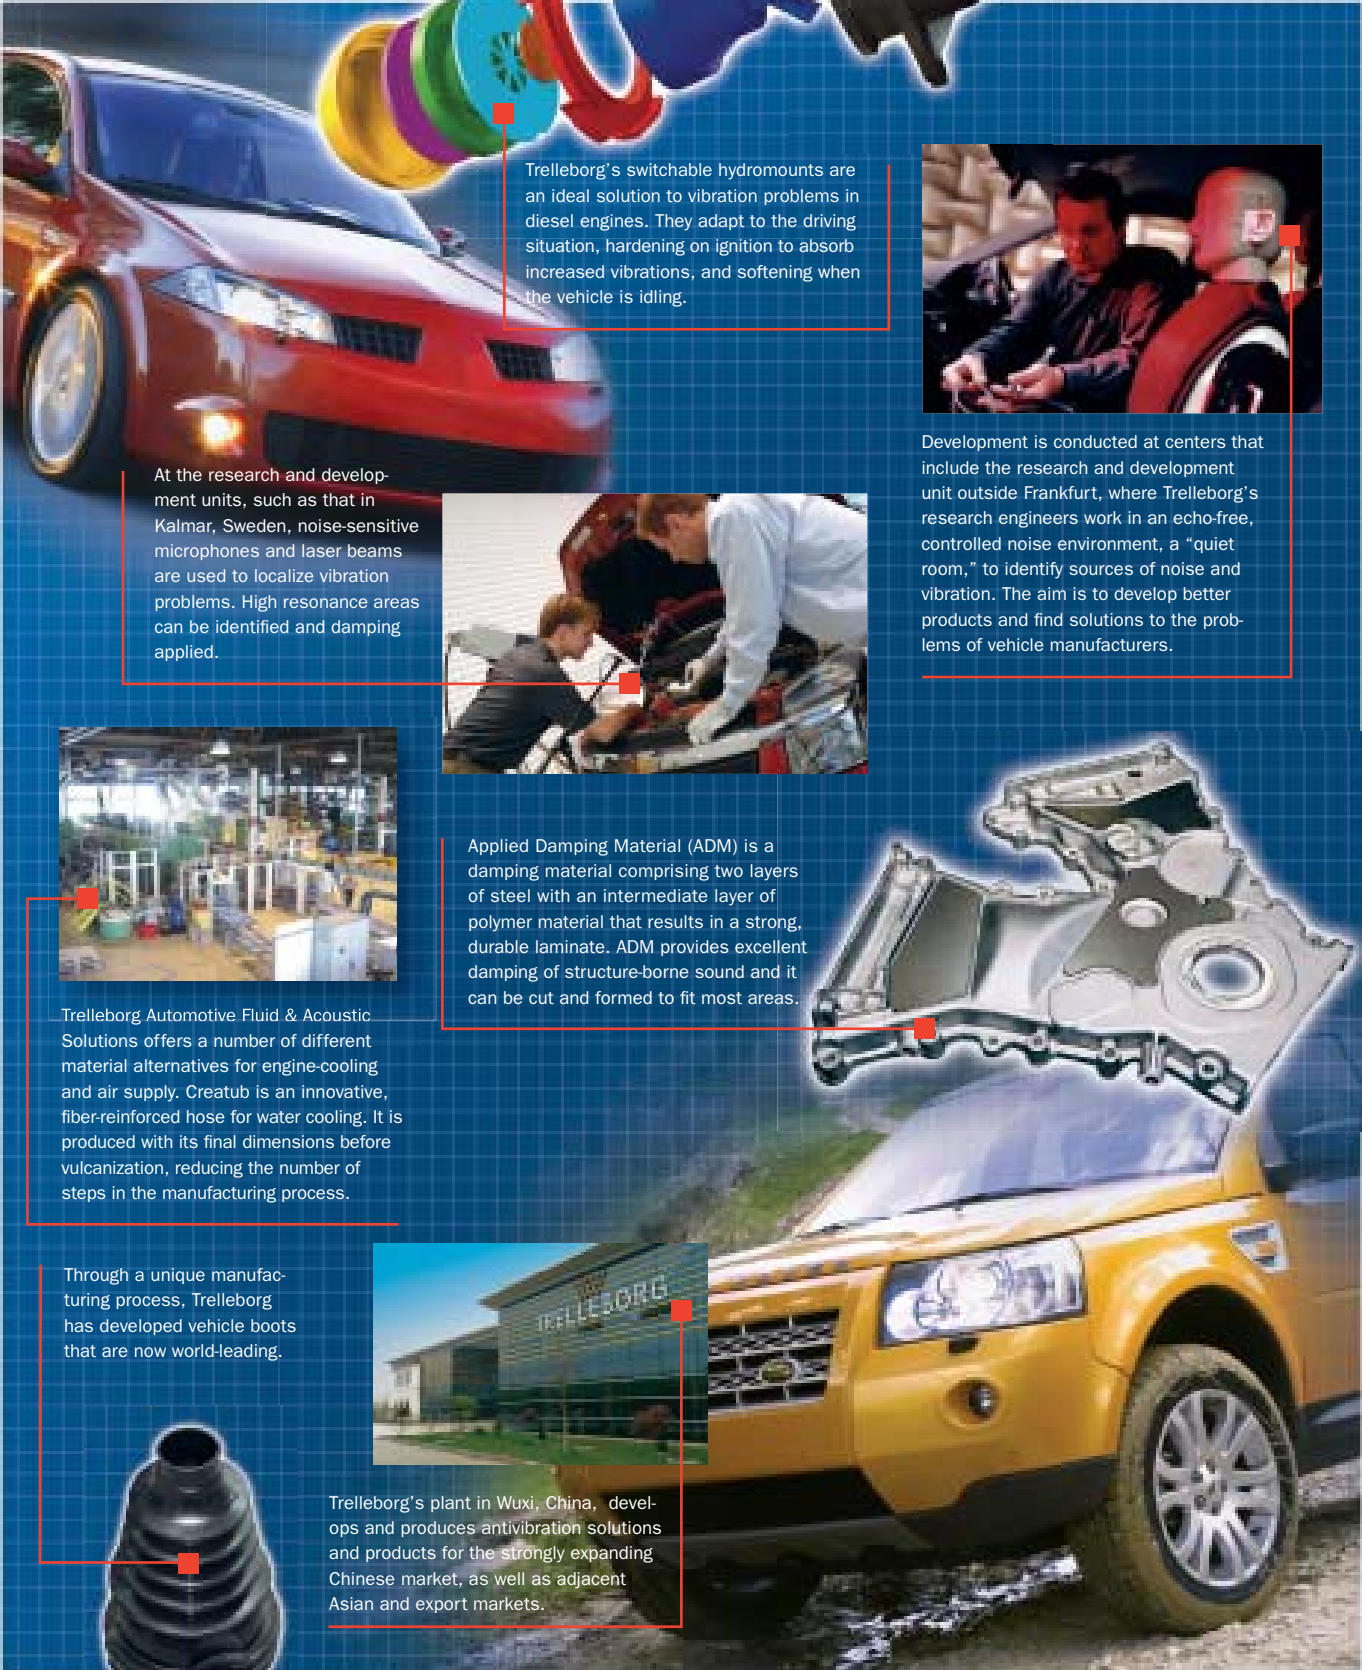 Trelleborg's switchable hydromounts are
an ideal solution to vibration problems in
diesel engines. They adapt to the driving
situation, hardening on ignition to absorb
increased vibrations, and softening when
the vehicle is idling.
Development is conducted at centers that
include the research and development
unit outside Frankfurt, where Trelleborg's
research engineers work in an echo-free,
controlled noise environment, a “quiet
room,” to identify sources of noise and
vibration. The aim is to develop better
products and find solutions to the prob-
lems of vehicle manufacturers.
At the research and develop-
ment units, such as that in
Kalmar, Sweden, noise-sensitive
microphones and laser beams
are used to localize vibration
problems. High resonance areas
can be identified and damping
applied.
Applied Damping Material (ADM) is a
damping material comprising two layers
of steel with an intermediate layer of
polymer material that results in a strong,
durable laminate. ADM provides excellent
damping of structure-borne sound and it
can be cut and formed to fit most areas.
Trelleborg Automotive Fluid & Acoustic
Solutions offers a number of different
material alternatives for engine-cooling
and air supply. Creatub is an innovative,
fiber-reinforced hose for water cooling. It is
produced with its final dimensions before
vulcanization, reducing the number of
steps in the manufacturing process.
Through a unique manufac-
turing process, Trelleborg
has developed vehicle boots
that are now world-leading.
TRELLEBORG
Trelleborg's plant in Wuxi, China, devel-
ops and produces antivibration solutions
and products for the strongly expanding
Chinese market, as well as adjacent
Asian and export markets.